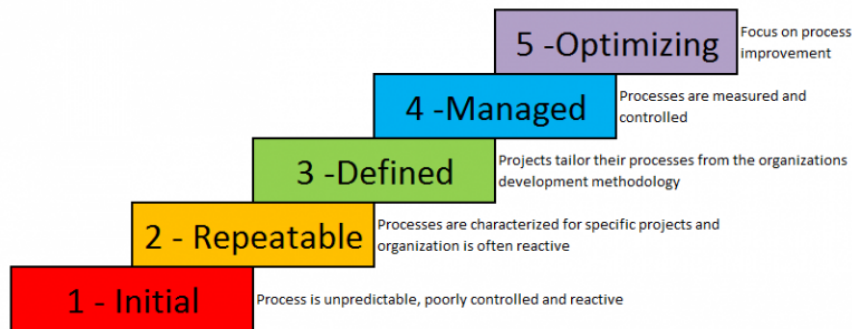 5 -Optimizing
Focus on process
improvement
4 -Managed
Processes are measured and
controlled
3 -Defined
Projects tailor their processes from the organizations
development methodology
2 - Repeatable
Processes are characterized for specific projects and
organization is often reactive
1 - Initial
Process is unpredictable, poorly controlled and reactive